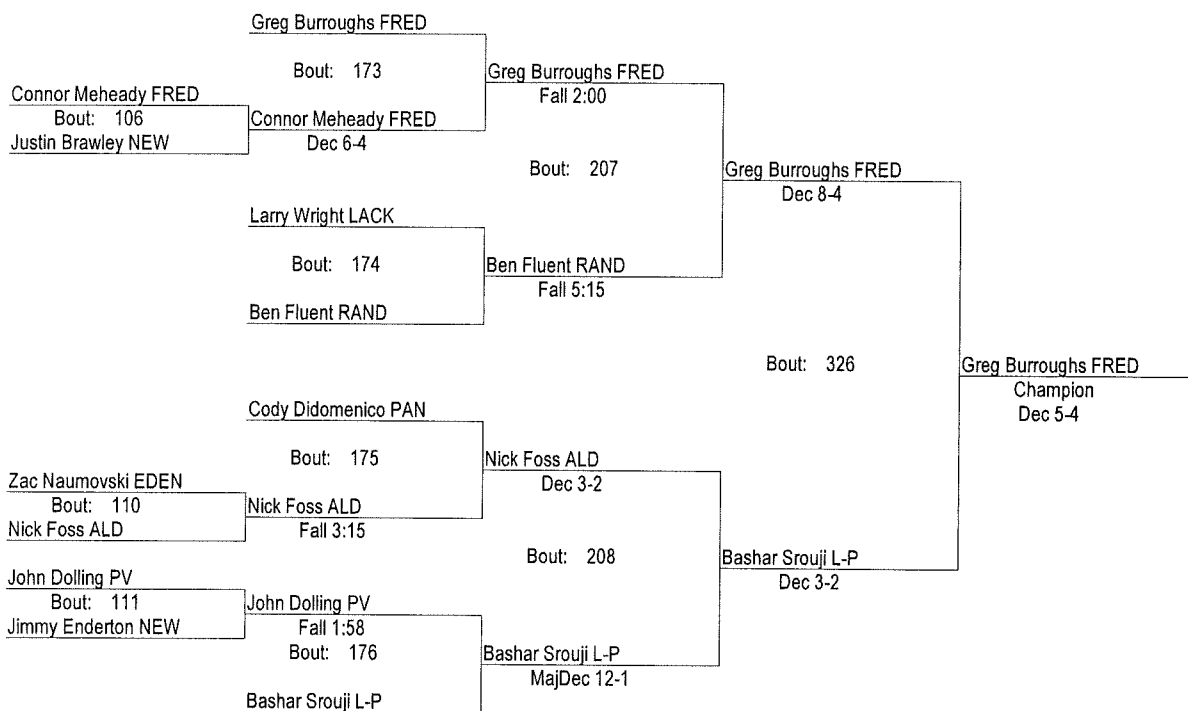 Greg Burroughs FRED
Bout: 173
Greg Burroughs FRED
Fall 2:00
Connor Meheady FRED
Bout: 106
Justin Brawley NEW
Connor Meheady FRED
Dec 6-4
Bout: 207
Greg Burroughs FRED
Dec 8-4
Larry Wright LACK
Bout: 174
Ben Fluent RAND
Fall 5:15
Ben Fluent RAND
Bout: 326
Greg Burroughs FRED
Champion
Dec 5-4
Cody Didomenico PAN
Bout: 175
Nick Foss ALD
Dec 3-2
Zac Naumovski EDEN
Bout: 110
Nick Foss ALD
Nick Foss ALD
Fall 3:15
Bout: 208
Bashar Srouji L-P
Dec 3-2
John Dolling PV
Bout: 111
Jimmy Enderton NEW
John Dolling PV
Fall 1:58
Bout: 176
Bashar Srouji L-P
MajDec 12-1
Bashar Srouji L-P